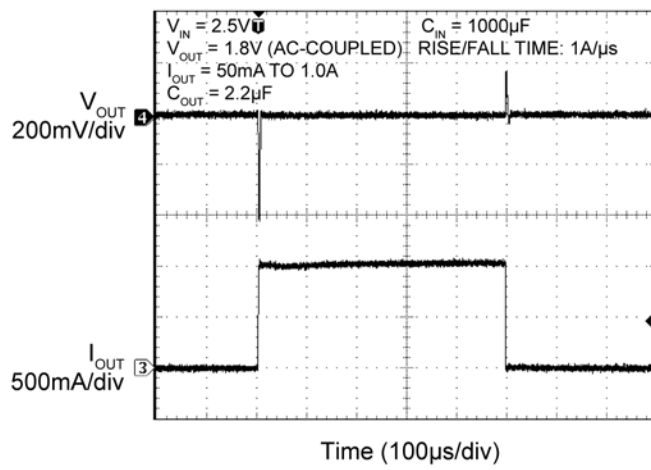 V_IN = 2.5V T
V_OUT = 1.8V (AC-COUPLED)
I_OUT = 50mA TO 1.0A
C_OUT = 2.2µF
C_IN = 1000µF
RISE/FALL TIME: 1A/µs
V_OUT
200mV/div
4
I_OUT
500mA/div
3
Time (100µs/div)